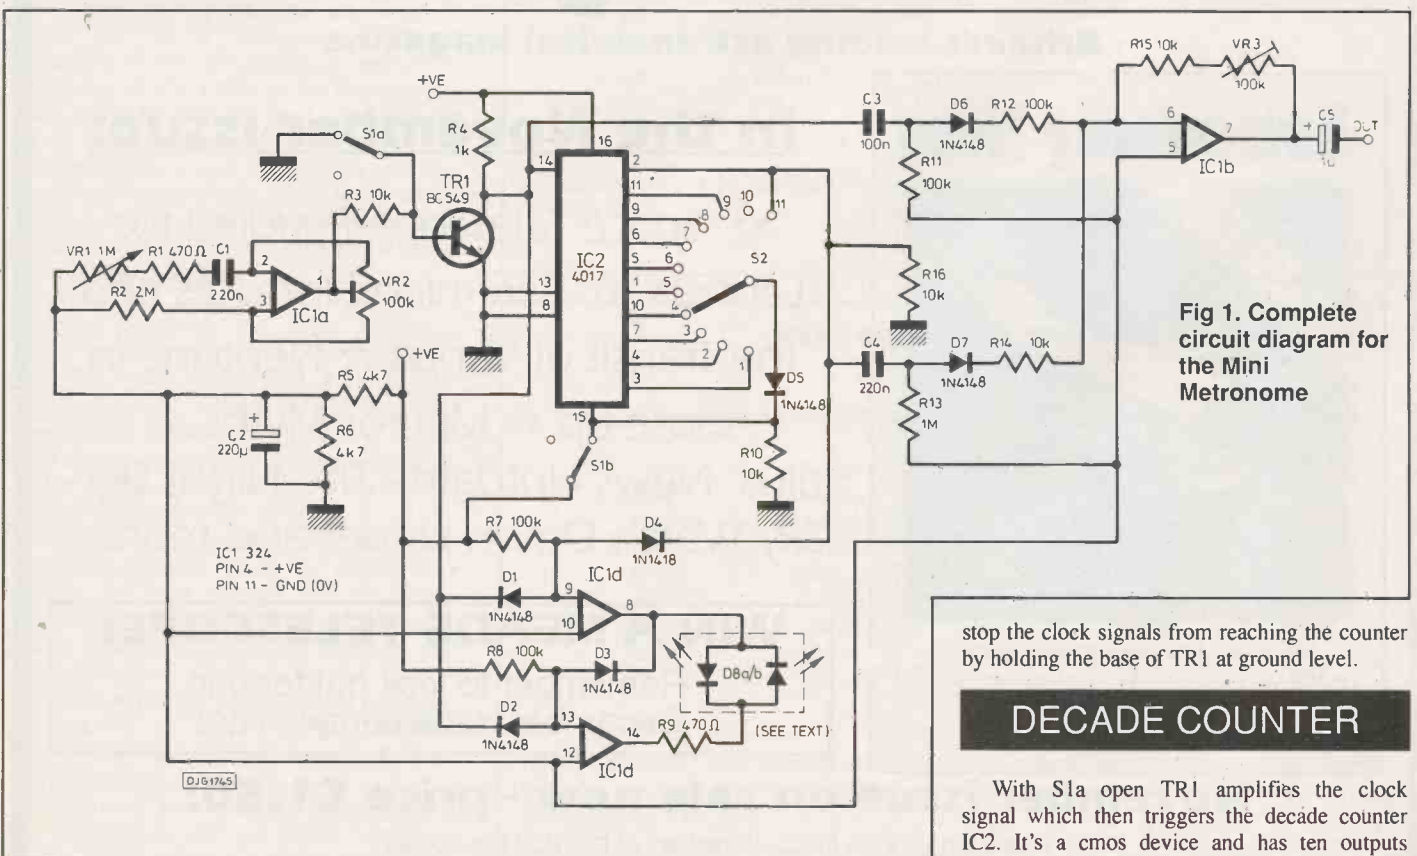 R15 10k
VR3
100k
+VE
C3
100n
D6
1N4148
R12 100k
6
5
7
IC1b
+
C5
OUT
S1a
R4
1k
16
14
2
R11
100k
R3 10k
TR1
BC549
11
9
6
5
1
10
7
4
3
9
10
11
8
7
6
5
4
3
2
1
S2
VR1 1M
R1 470Ω
C1
220n
2
3
1
IC1a
VR2
100k
R2 2M
IC2
4017
13
8
R16
10k
Fig 1. Complete
circuit diagram for
the Mini
Metronome
+VE
C4
220n
D7
1N4148
R14 10k
R5 4k7
D5
1N4148
R13
1M
15
+
C2
220µ
R6
4k7
S1b
R10
10k
R7 100k
D4
1N1418
IC1 324
PIN 4 - +VE
PIN 11 - GND (0V)
D1
1N4148
IC1d
9
10
8
R8 100k
D3
1N4148
D8a/b
(SEE TEXT)
D2
1N4148
13
12
14
IC1d
R9 470Ω
DJG1745
stop the clock signals from reaching the counter
by holding the base of TR1 at ground level.
DECADE COUNTER
With S1a open TR1 amplifies the clock
signal which then triggers the decade counter
IC2. It's a cmos device and has ten outputs